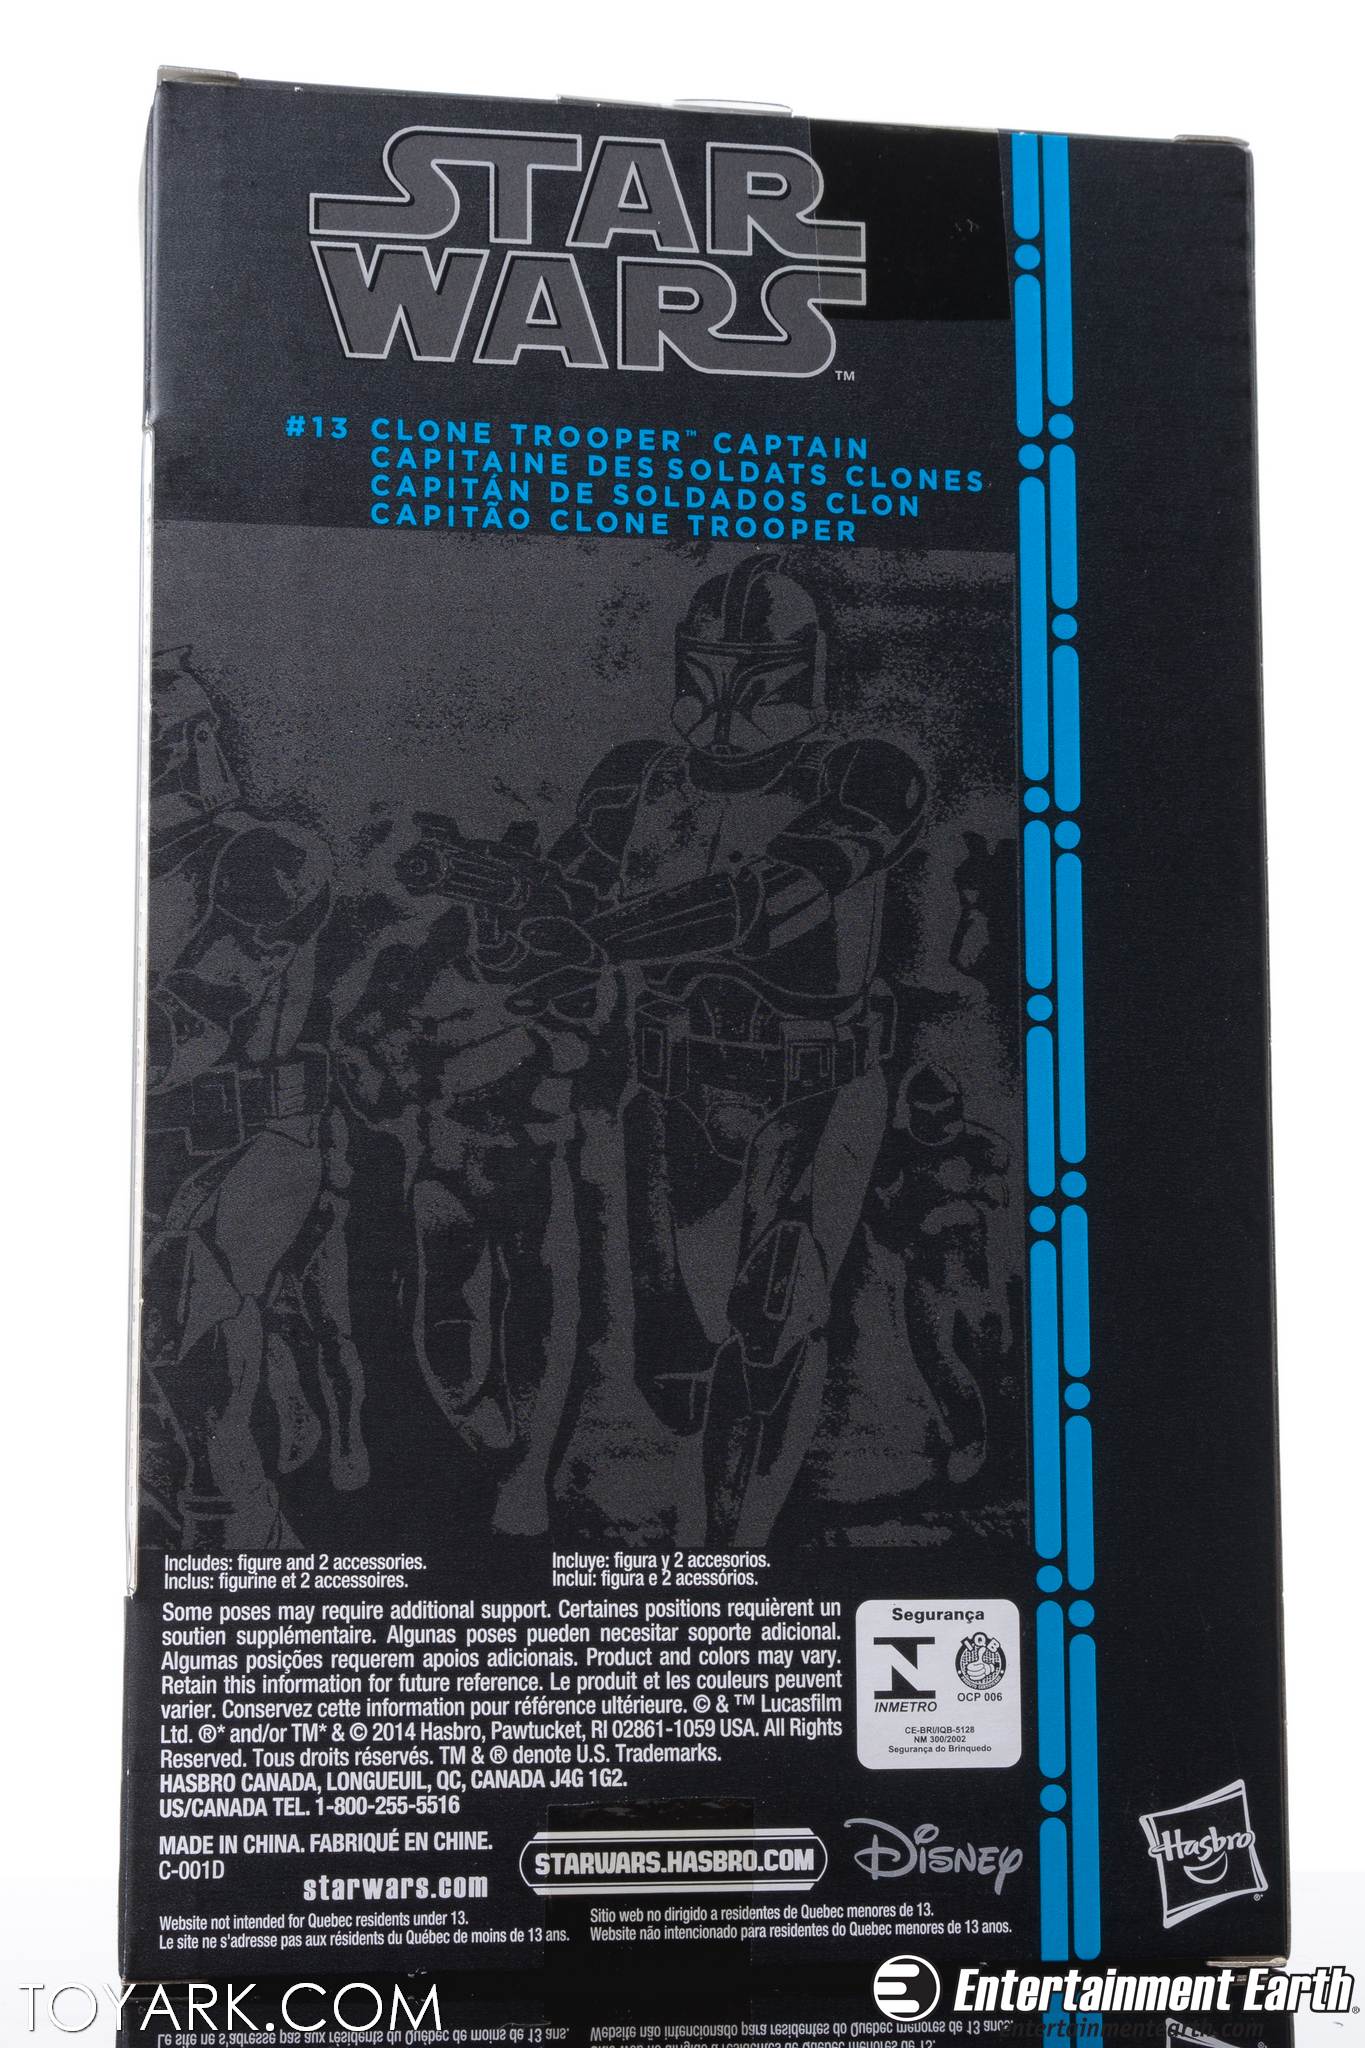 STAR
WARS
TM
#13 CLONE TROOPER™ CAPTAIN
CAPITAINE DES SOLDATS CLONES
CAPITÁN DE SOLDADOS CLON
CAPITÃO CLONE TROOPER
Includes: figure and 2 accessories.
Inclus: figurine et 2 accessoires.
Incluye: figura y 2 accesorios.
Inclui: figura e 2 acessórios.
Some poses may require additional support. Certaines positions requièrent un
soutien supplémentaire. Algunas poses pueden necesitar soporte adicional.
Algumas posições requerem apoios adicionais. Product and colors may vary.
Retain this information for future reference. Le produit et les couleurs peuvent
varier. Conservez cette information pour référence ultérieure. © & ™ Lucasfilm
Ltd. ®* and/or TM* & © 2014 Hasbro, Pawtucket, RI 02861-1059 USA. All Rights
Reserved. Tous droits réservés. TM & ® denote U.S. Trademarks.
HASBRO CANADA, LONGUEUIL, QC, CANADA J4G 1G2.
US/CANADA TEL. 1-800-255-5516
Segurança
INMETRO
IQB
OCP 006
CE-BRI/IQB-5128
NM 300/2002
Segurança do Brinquedo
MADE IN CHINA. FABRIQUÉ EN CHINE.
C-001D
starwars.com
STARWARS.HASBRO.COM
Disney
Hasbro
®*
Website not intended for Quebec residents under 13.
Le site ne s'adresse pas aux résidents du Québec de moins de 13 ans.
Sitio web no dirigido a residentes de Quebec menores de 13.
Website não intencionado para residentes do Quebec menores de 13 anos.
TOYARK.COM
Entertainment Earth®
entertainmentearth.com